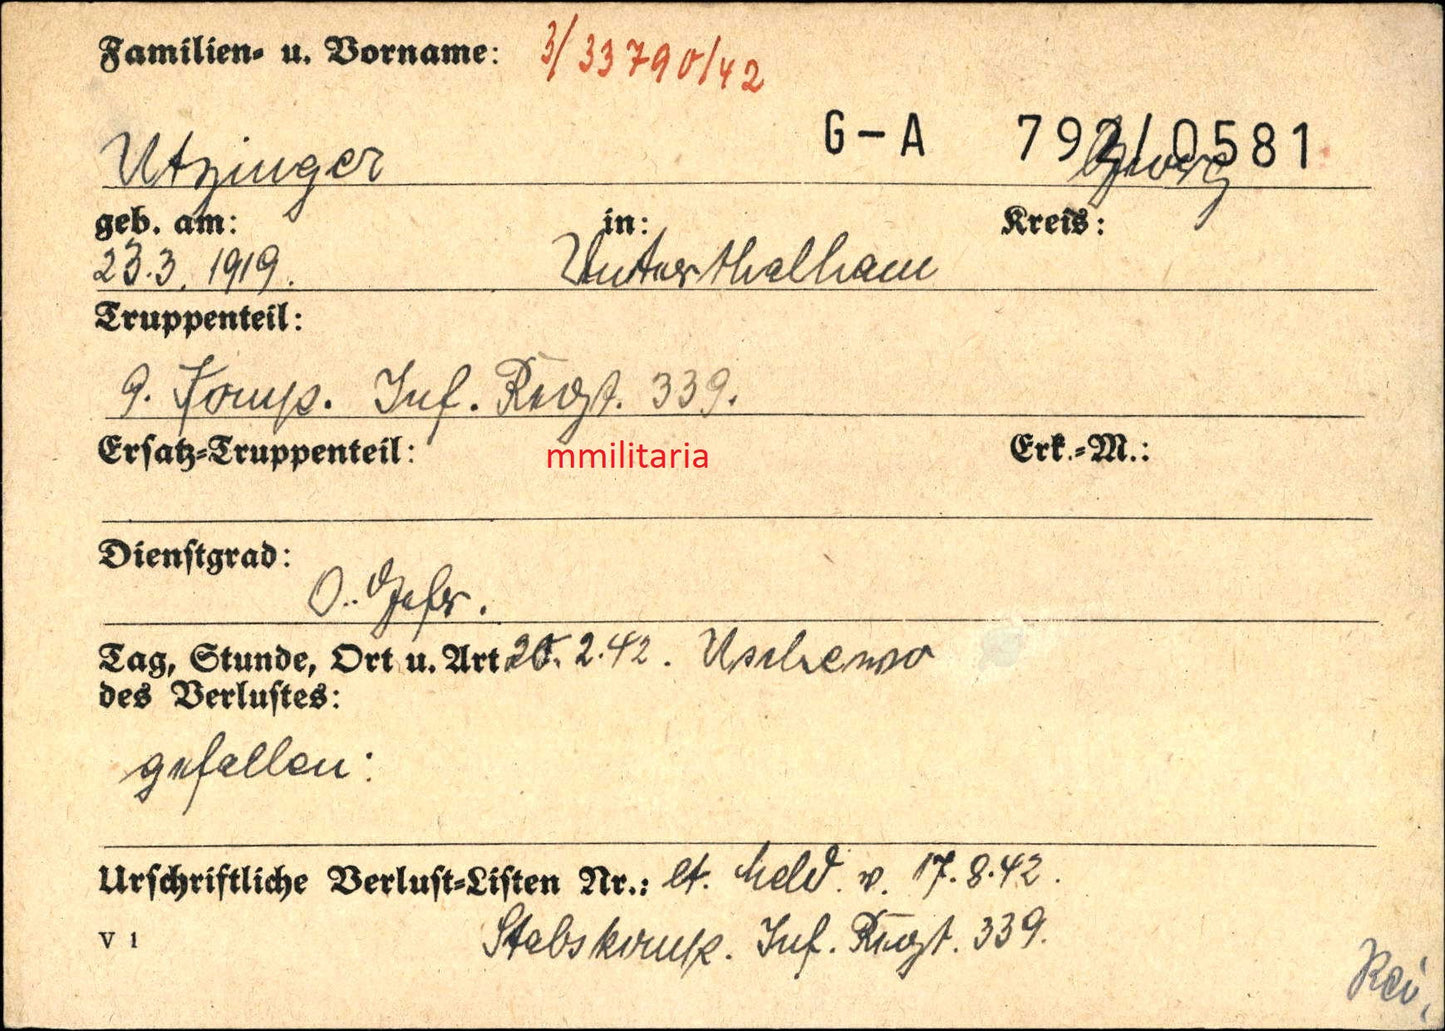 Familien- u. Vorname: 3/33790/42
G-A 792/0581
Utzinger Georg
geb. am: in: Kreis:
23.3.1919. Unterthalham
Truppenteil:
9. Komp. Inf. Regt. 339.
Ersatz-Truppenteil: mmilitaria Erk.-M.:
Dienstgrad:
O. Gefr.
Tag, Stunde, Ort u. Art 20.2.42. Uschewo
des Verlustes:
gefallen:
Urschriftliche Verlust-Listen Nr.: lt. Meld. v. 17.8.42.
V 1 Stabskomp. Inf. Regt. 339.